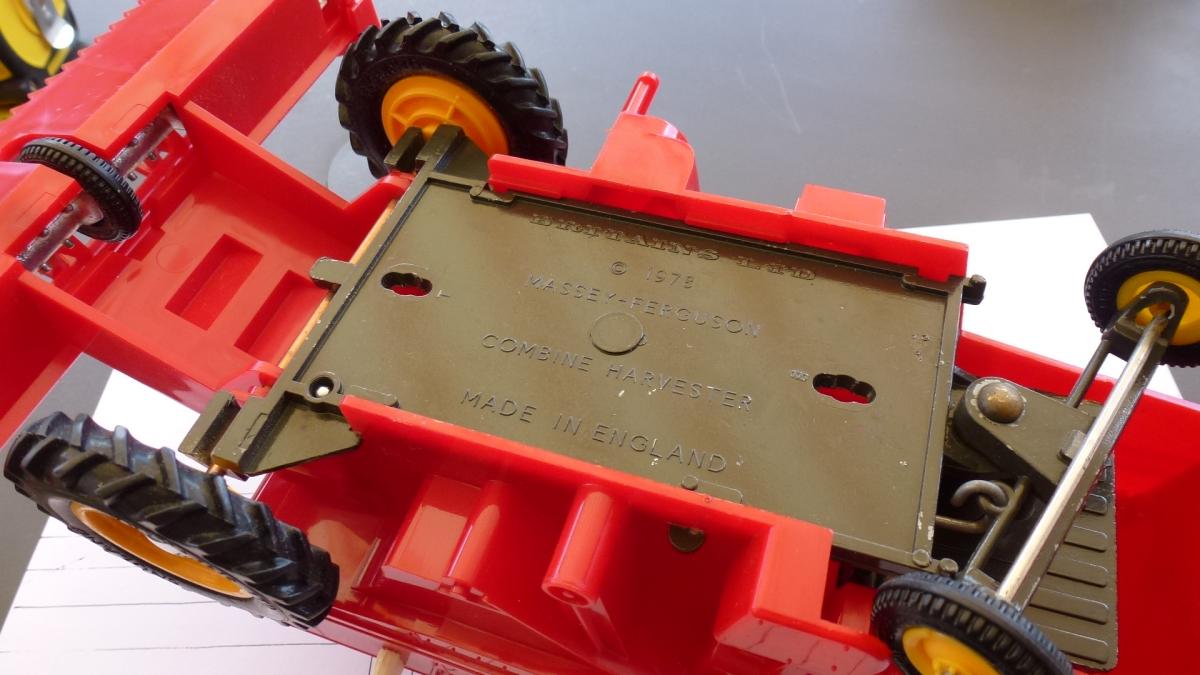 BRITAINS LTD
© 1978
MASSEY-FERGUSON
COMBINE HARVESTER
MADE IN ENGLAND